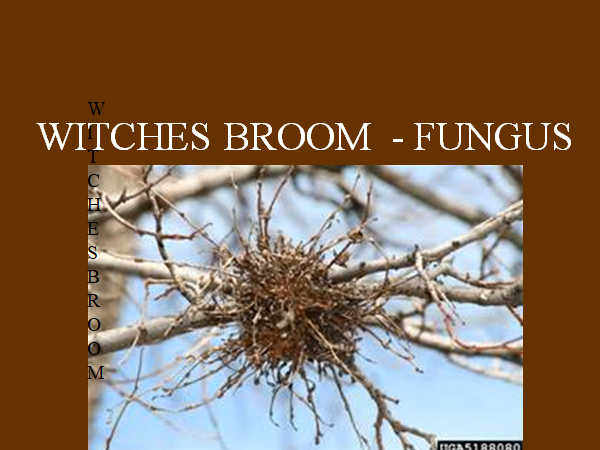 WITCHES BROOM - FUNGUS
W
I
T
C
H
E
S
B
R
O
O
M
UGA5188080